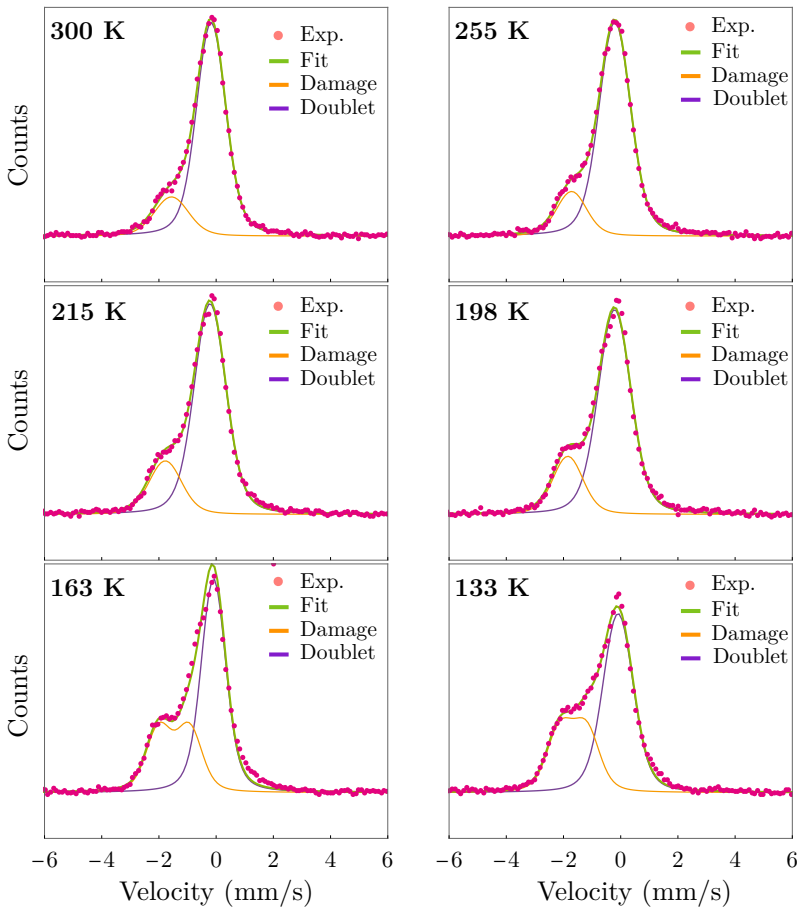 300 K
Exp.
Fit
Damage
Doublet
Counts
255 K
Exp.
Fit
Damage
Doublet
215 K
Exp.
Fit
Damage
Doublet
Counts
198 K
Exp.
Fit
Damage
Doublet
163 K
Exp.
Fit
Damage
Doublet
Counts
133 K
Exp.
Fit
Damage
Doublet
−6 −4 −2 0 2 4 6
Velocity (mm/s)
−6 −4 −2 0 2 4 6
Velocity (mm/s)